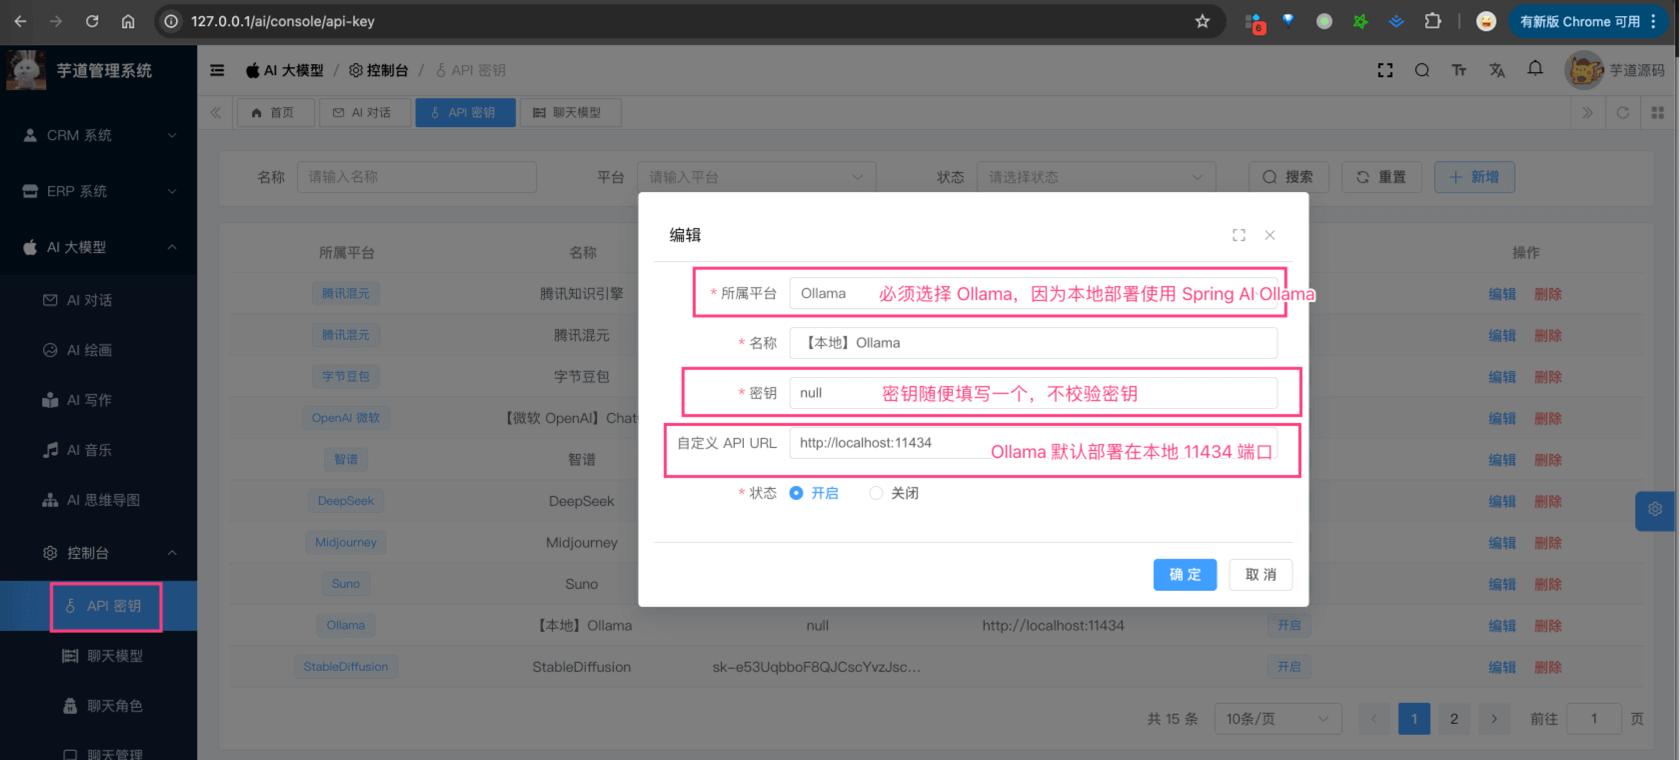 127.0.0.1/ai/console/api-key
6
有新版 Chrome 可用
芋道管理系统
AI 大模型 / 控制台 / API 密钥
芋道源码
首页
AI 对话
API 密钥
聊天模型
CRM 系统
ERP 系统
AI 大模型
AI 对话
AI 绘画
AI 写作
AI 音乐
AI 思维导图
控制台
API 密钥
聊天模型
聊天角色
聊天管理
名称 请输入名称 平台 请输入平台 状态 请选择状态 搜索 重置 新增
所属平台 名称 操作
腾讯混元 腾讯知识引擎 编辑 删除
腾讯混元 腾讯混元 编辑 删除
字节豆包 字节豆包 编辑 删除
OpenAI 微软 【微软 OpenAI】Chat 编辑 删除
智谱 智谱 编辑 删除
DeepSeek DeepSeek 编辑 删除
Midjourney Midjourney 编辑 删除
Suno Suno 编辑 删除
Ollama 【本地】Ollama null http://localhost:11434 开启 编辑 删除
StableDiffusion StableDiffusion sk-e53UqbboF8QJCscYvzJsc... 开启 编辑 删除
共 15 条 10条/页 1 2 前往 1 页
编辑
* 所属平台 Ollama 必须选择 Ollama，因为本地部署使用 Spring AI Ollama
* 名称 【本地】Ollama
* 密钥 null 密钥随便填写一个，不校验密钥
自定义 API URL http://localhost:11434 Ollama 默认部署在本地 11434 端口
* 状态 开启 关闭
确定 取消